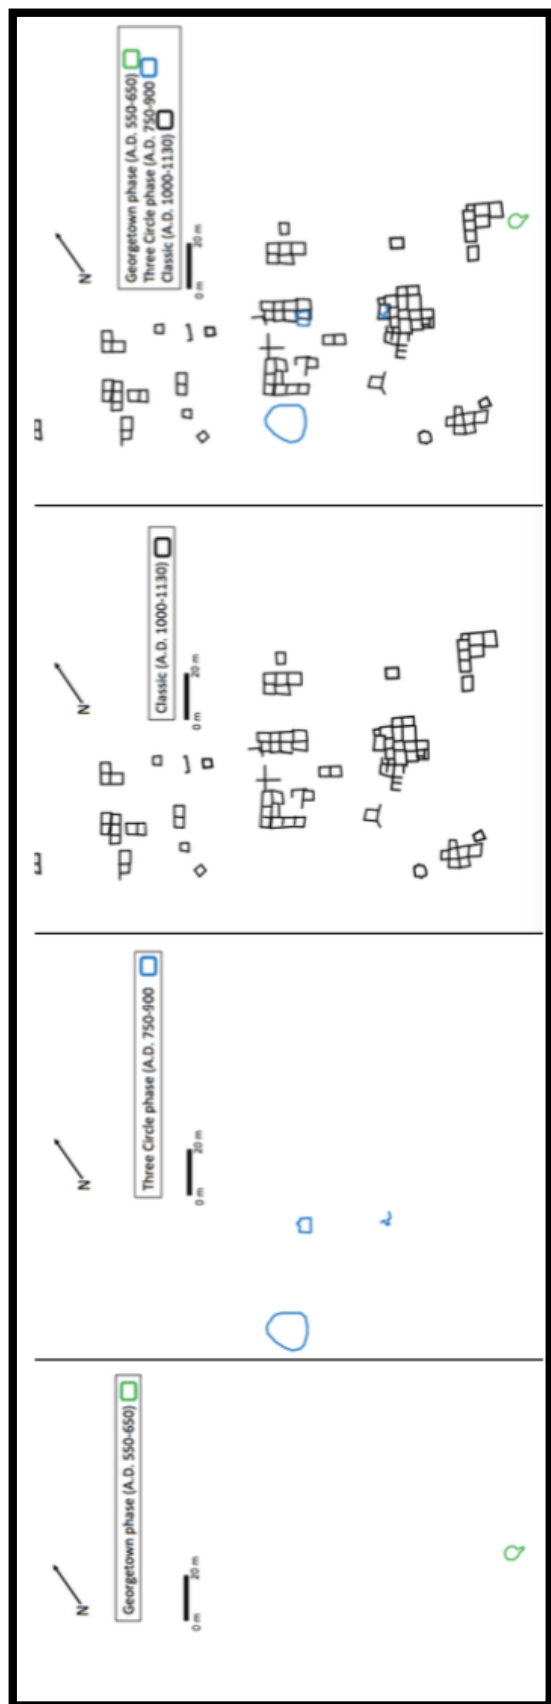 N
Georgetown phase (A.D. 550-650)
0 m 20 m
N
Three Circle phase (A.D. 750-900
0 m 20 m
N
Classic (A.D. 1000-1130)
0 m 20 m
N
Georgetown phase (A.D. 550-650)
Three Circle phase (A.D. 750-900
Classic (A.D. 1000-1130)
0 m 20 m